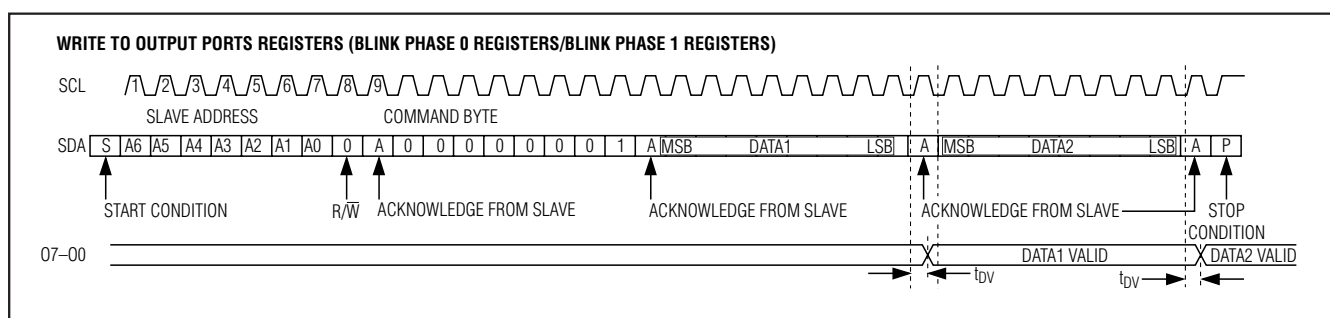 WRITE TO OUTPUT PORTS REGISTERS (BLINK PHASE 0 REGISTERS/BLINK PHASE 1 REGISTERS)
SCL 1 2 3 4 5 6 7 8 9
SLAVE ADDRESS COMMAND BYTE
SDA S A6 A5 A4 A3 A2 A1 A0 0 A 0 0 0 0 0 0 0 1 A MSB DATA1 LSB A MSB DATA2 LSB A P
START CONDITION R/W̅ ACKNOWLEDGE FROM SLAVE ACKNOWLEDGE FROM SLAVE ACKNOWLEDGE FROM SLAVE STOP
CONDITION
O7–O0 DATA1 VALID DATA2 VALID
tDV tDV